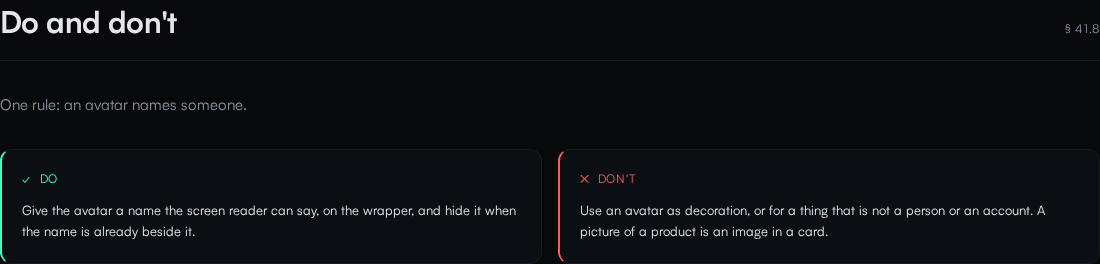 Do and don't
§ 41.8
One rule: an avatar names someone.
✓ DO
Give the avatar a name the screen reader can say, on the wrapper, and hide it when
the name is already beside it.
✕ DON'T
Use an avatar as decoration, or for a thing that is not a person or an account. A
picture of a product is an image in a card.